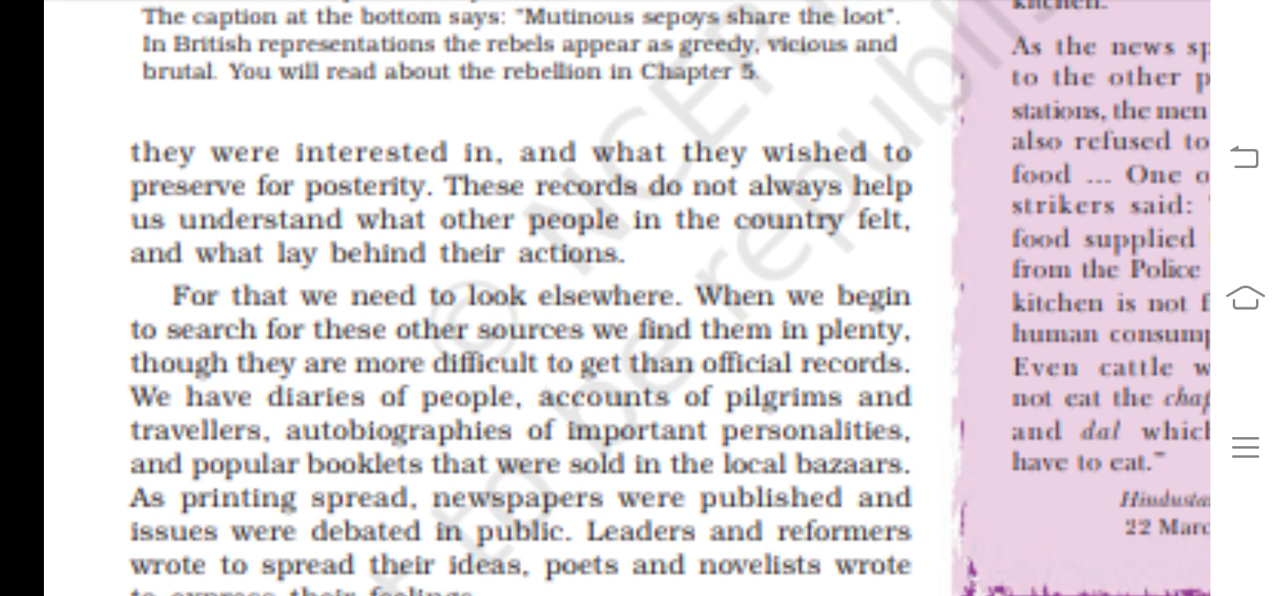 The caption at the bottom says: "Mutinous sepoys share the loot".
In British representations the rebels appear as greedy, vicious and
brutal. You will read about the rebellion in Chapter 5.
they were interested in, and what they wished to
preserve for posterity. These records do not always help
us understand what other people in the country felt,
and what lay behind their actions.
For that we need to look elsewhere. When we begin
to search for these other sources we find them in plenty,
though they are more difficult to get than official records.
We have diaries of people, accounts of pilgrims and
travellers, autobiographies of important personalities,
and popular booklets that were sold in the local bazaars.
As printing spread, newspapers were published and
issues were debated in public. Leaders and reformers
wrote to spread their ideas, poets and novelists wrote
to express their feelings.
kitchen.
As the news sp
to the other p
stations, the men
also refused to
food ... One o
strikers said:
food supplied
from the Police
kitchen is not f
human consump
Even cattle w
not eat the chap
and dal which
have to eat."
Hindusta
22 Marc
© NCERT
to be republis